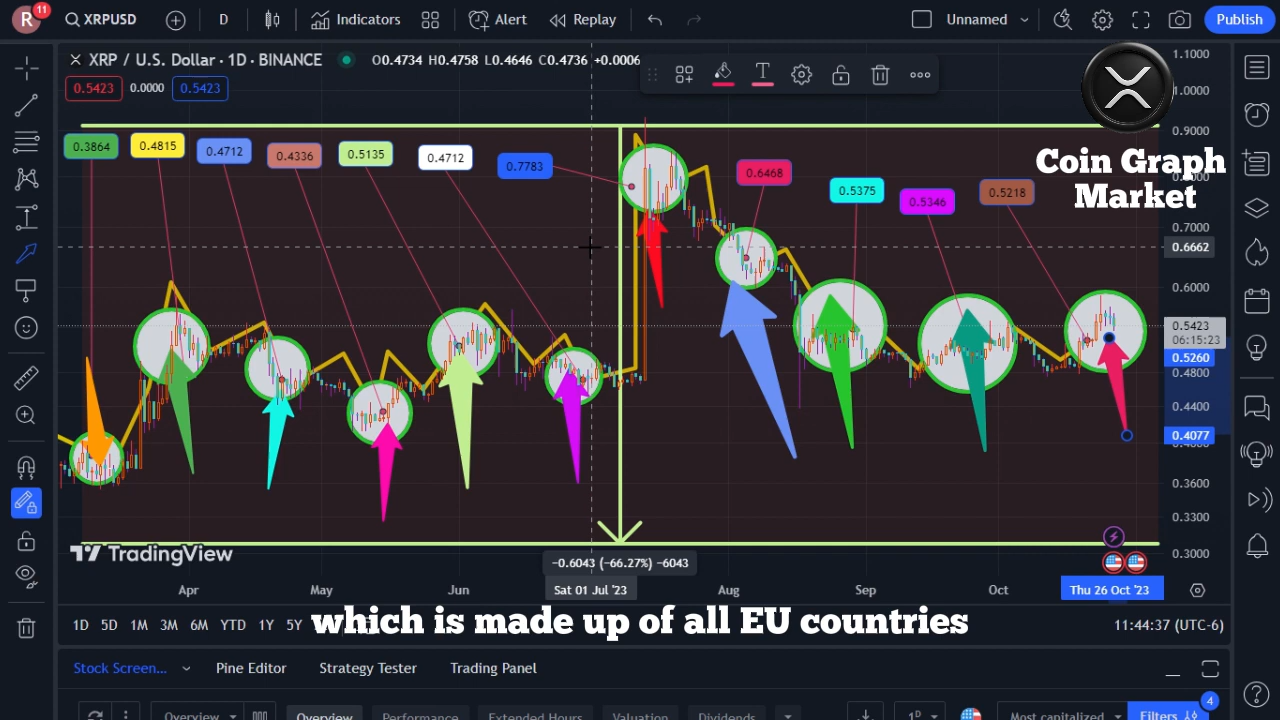 R 11 XRPUSD D Indicators Alert Replay Unnamed Publish
XRP / U.S. Dollar · 1D · BINANCE O0.4734 H0.4758 L0.4646 C0.4736 +0.0006
0.5423 0.0000 0.5423
T
1.1000
1.0000
0.9000
0.7000
0.6662
0.6000
0.5423
06:15:23
0.5260
0.4800
0.4400
0.4077
0.3600
0.3300
0.3000
0.3864 0.4815 0.4712 0.4336 0.5135 0.4712 0.7783 0.6468 0.5375 0.5346 0.5218
Coin Graph
Market
TradingView
−0.6043 (−66.27%) −6043
Apr May Jun Sat 01 Jul '23 Aug Sep Oct Thu 26 Oct '23
which is made up of all EU countries
1D 5D 1M 3M 6M YTD 1Y 5Y 11:44:37 (UTC-6)
Stock Screen... Pine Editor Strategy Tester Trading Panel
Overview Overview Performance Extended Hours Valuation Dividends 1D Most capitalized Filters 4